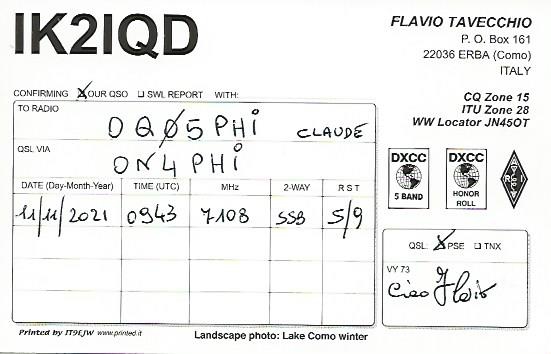 IK2IQD
FLAVIO TAVECCHIO
P. O. Box 161
22036 ERBA (Como)
ITALY
CQ Zone 15
ITU Zone 28
WW Locator JN45OT
CONFIRMING X OUR QSO ☐ SWL REPORT WITH:
TO RADIO
OQØ5PHi CLAUDE
QSL VIA
ON4PHi
DATE (Day-Month-Year) TIME (UTC) MHz 2-WAY R S T
11/11/2021 0943 7108 SSB 5/9
DXCC
5 BAND
DXCC
HONOR
ROLL
QSL: X PSE ☐ TNX
VY 73
Ciao Flavio
Printed by IT9EJW www.printed.it
Landscape photo: Lake Como winter